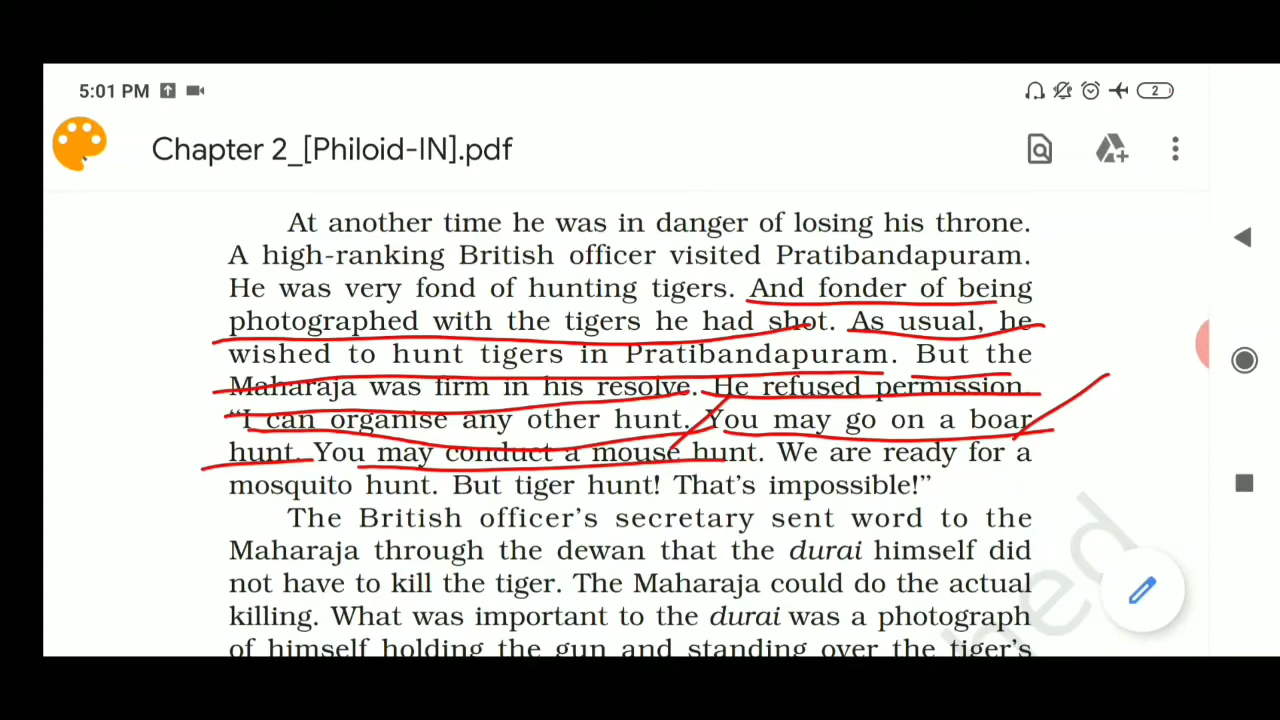 5:01 PM
2
Chapter 2_[Philoid-IN].pdf
At another time he was in danger of losing his throne.
A high-ranking British officer visited Pratibandapuram.
He was very fond of hunting tigers. And fonder of being
photographed with the tigers he had shot. As usual, he
wished to hunt tigers in Pratibandapuram. But the
Maharaja was firm in his resolve. He refused permission.
“I can organise any other hunt. You may go on a boar
hunt. You may conduct a mouse hunt. We are ready for a
mosquito hunt. But tiger hunt! That’s impossible!”
The British officer’s secretary sent word to the
Maharaja through the dewan that the durai himself did
not have to kill the tiger. The Maharaja could do the actual
killing. What was important to the durai was a photograph
of himself holding the gun and standing over the tiger’s